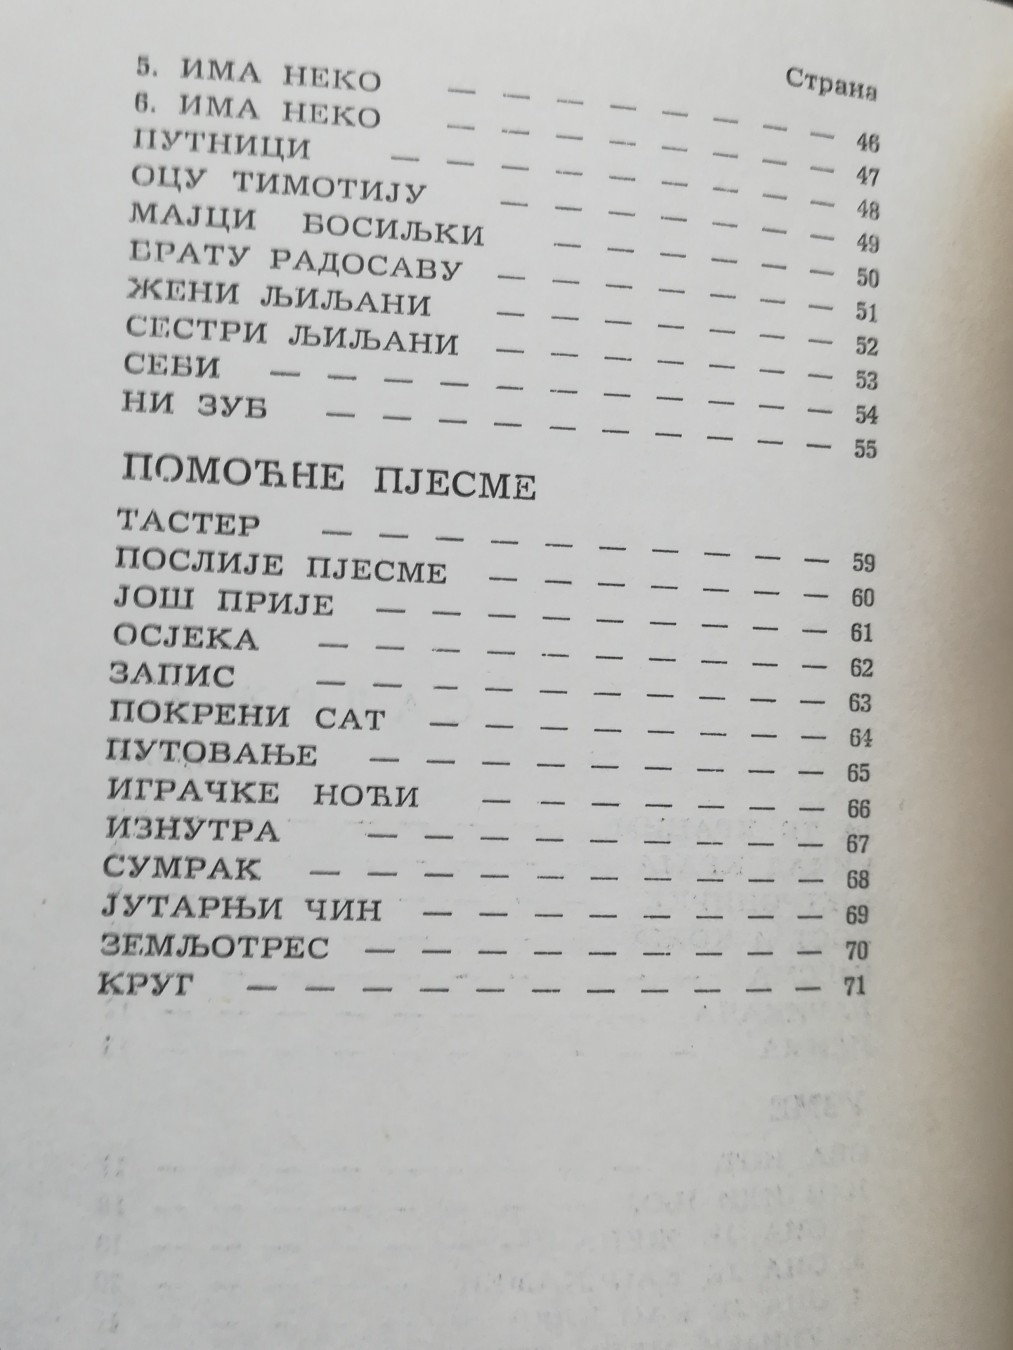 Страна
5. ИМА НЕКО — — — — — — — — 46
6. ИМА НЕКО — — — — — — — — 47
ПУТНИЦИ — — — — — — — — — 48
ОЦУ ТИМОТИЈУ — — — — — — — 49
МАЈЦИ БОСИЉКИ — — — — — — 50
БРАТУ РАДОСАВУ — — — — — — — 51
ЖЕНИ ЉИЉАНИ — — — — — — — 52
СЕСТРИ ЉИЉАНИ — — — — — — — 53
СЕБИ — — — — — — — — — — — 54
НИ ЗУБ — — — — — — — — — — 55
ПОМОЋНЕ ПЈЕСМЕ
ТАСТЕР — — — — — — — — — — 59
ПОСЛИЈЕ ПЈЕСМЕ — — — — — — — 60
ЈОШ ПРИЈЕ — — — — — — — — — 61
ОСЈЕКА — — — — — — — — — — 62
ЗАПИС — — — — — — — — — — 63
ПОКРЕНИ САТ — — — — — — — — 64
ПУТОВАЊЕ — — — — — — — — — 65
ИГРАЧКЕ НОЋИ — — — — — — — 66
ИЗНУТРА — — — — — — — — — 67
СУМРАК — — — — — — — — — — 68
ЈУТАРЊИ ЧИН — — — — — — — — 69
ЗЕМЉОТРЕС — — — — — — — — — 70
КРУГ — — — — — — — — — — — 71